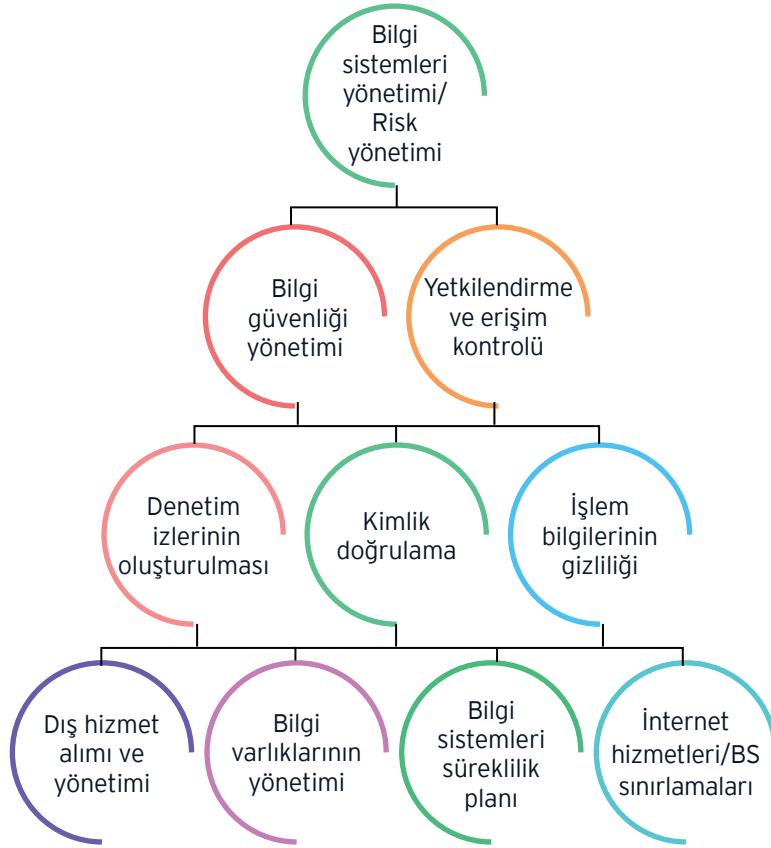 Bilgi
sistemleri
yönetimi/
Risk
yönetimi
Bilgi
güvenliği
yönetimi
Yetkilendirme
ve erişim
kontrolü
Denetim
izlerinin
oluşturulması
Kimlik
doğrulama
İşlem
bilgilerinin
gizliliği
Dış hizmet
alımı ve
yönetimi
Bilgi
varlıklarının
yönetimi
Bilgi
sistemleri
süreklilik
planı
İnternet
hizmetleri/BS
sınırlamaları